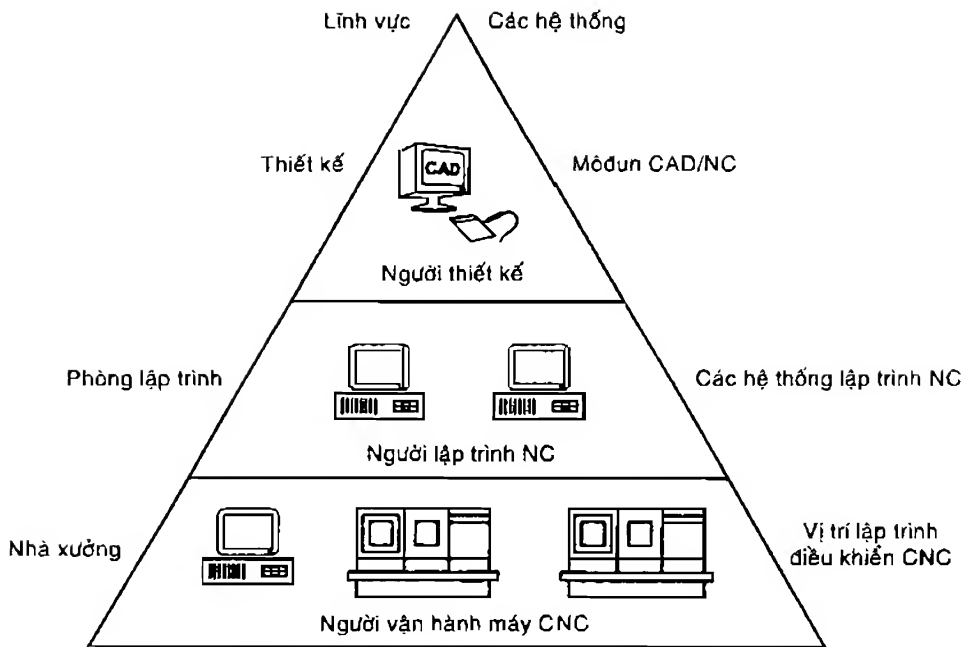 Lĩnh vực Các hệ thống
CAD
Thiết kế Môđun CAD/NC
Người thiết kế
Phòng lập trình Các hệ thống lập trình NC
Người lập trình NC
Nhà xưởng Vị trí lập trình
điều khiển CNC
Người vận hành máy CNC